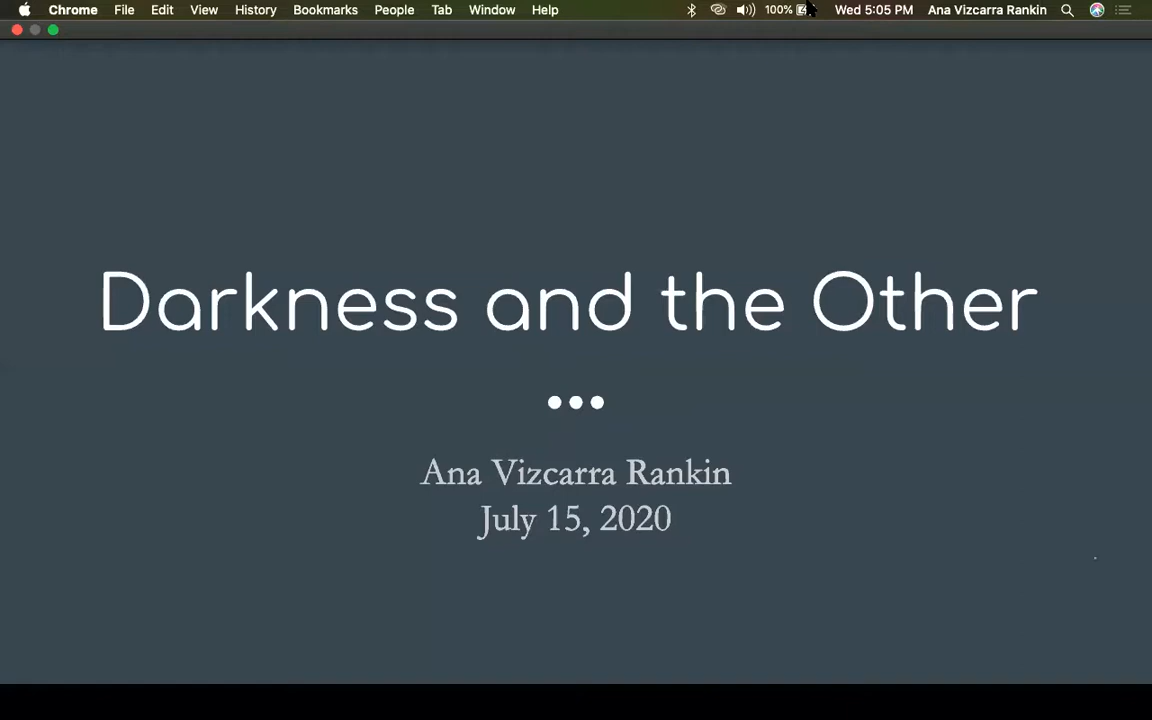 Chrome File Edit View History Bookmarks People Tab Window Help 100% Wed 5:05 PM Ana Vizcarra Rankin
Darkness and the Other
Ana Vizcarra Rankin
July 15, 2020